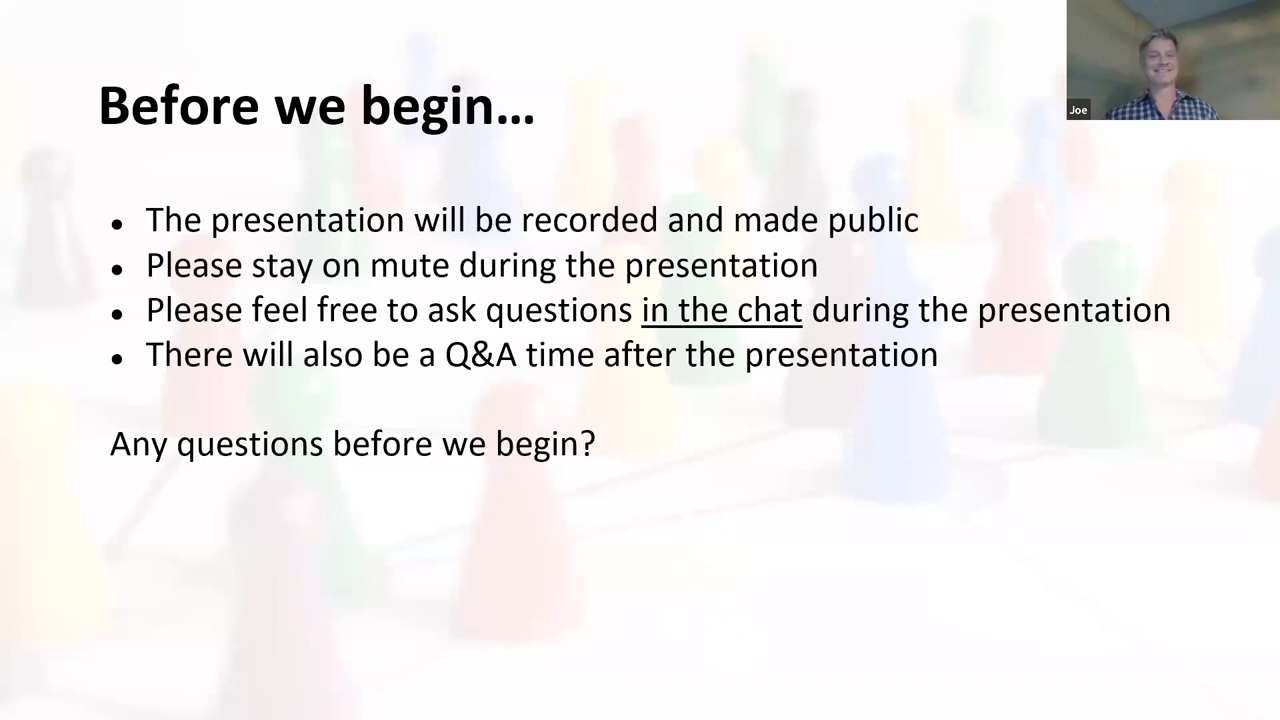 Before we begin…
Joe
● The presentation will be recorded and made public
● Please stay on mute during the presentation
● Please feel free to ask questions in the chat during the presentation
● There will also be a Q&A time after the presentation
Any questions before we begin?